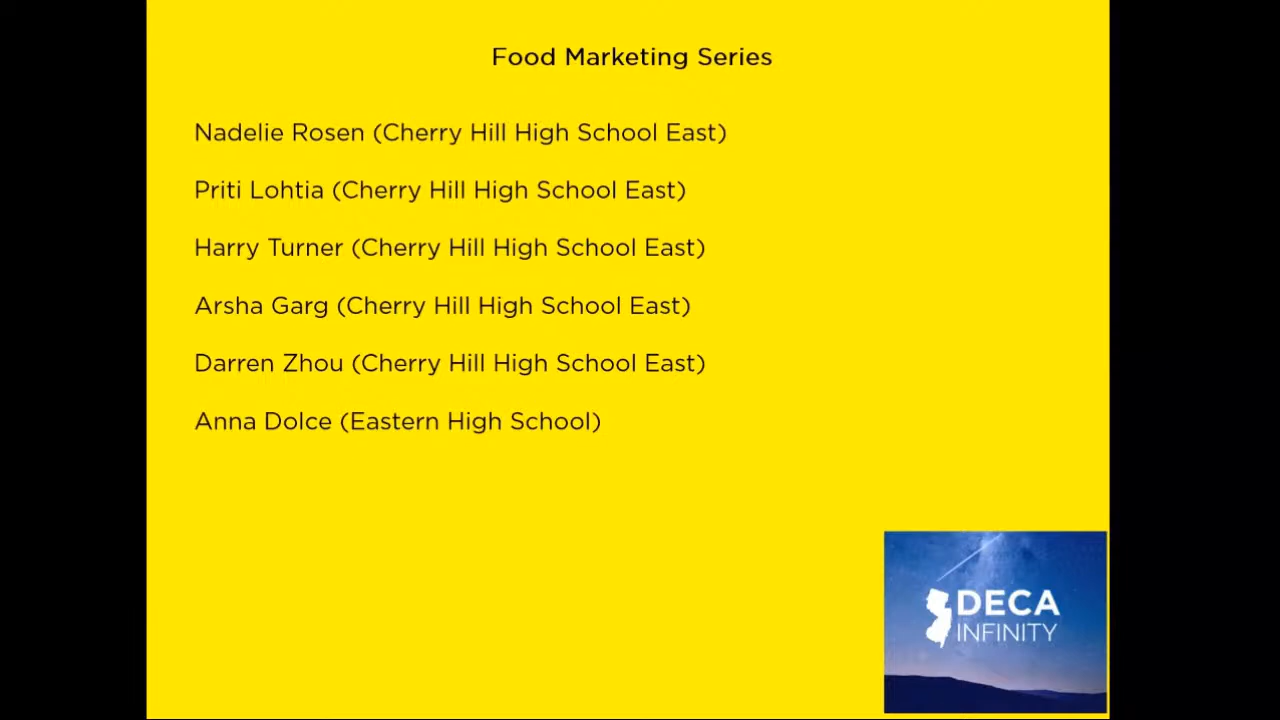 Food Marketing Series
Nadelie Rosen (Cherry Hill High School East)
Priti Lohtia (Cherry Hill High School East)
Harry Turner (Cherry Hill High School East)
Arsha Garg (Cherry Hill High School East)
Darren Zhou (Cherry Hill High School East)
Anna Dolce (Eastern High School)
DECA
INFINITY